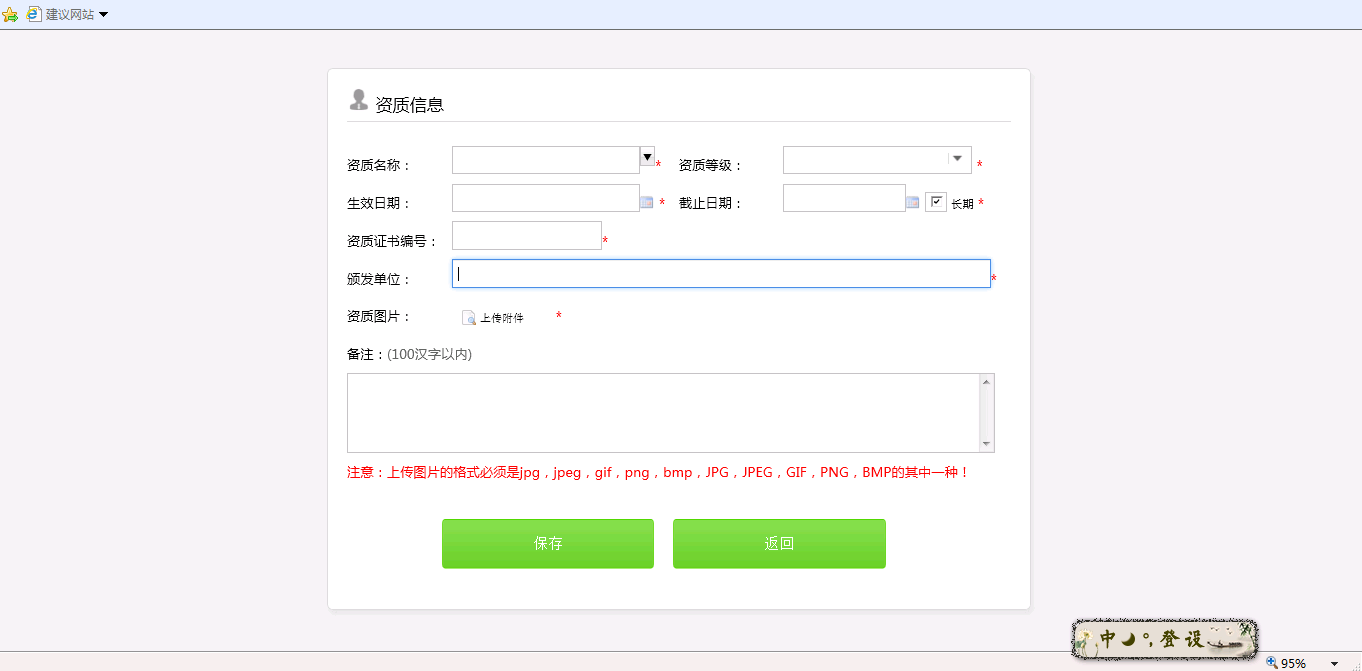 建议网站
资质信息
资质名称： * 资质等级： *
生效日期： * 截止日期： 长期 *
资质证书编号： *
颁发单位： *
资质图片： 上传附件 *
备注：(100汉字以内)
注意：上传图片的格式必须是jpg，jpeg，gif，png，bmp，JPG，JPEG，GIF，PNG，BMP的其中一种！
保存 返回
中 °, 登 设
95%